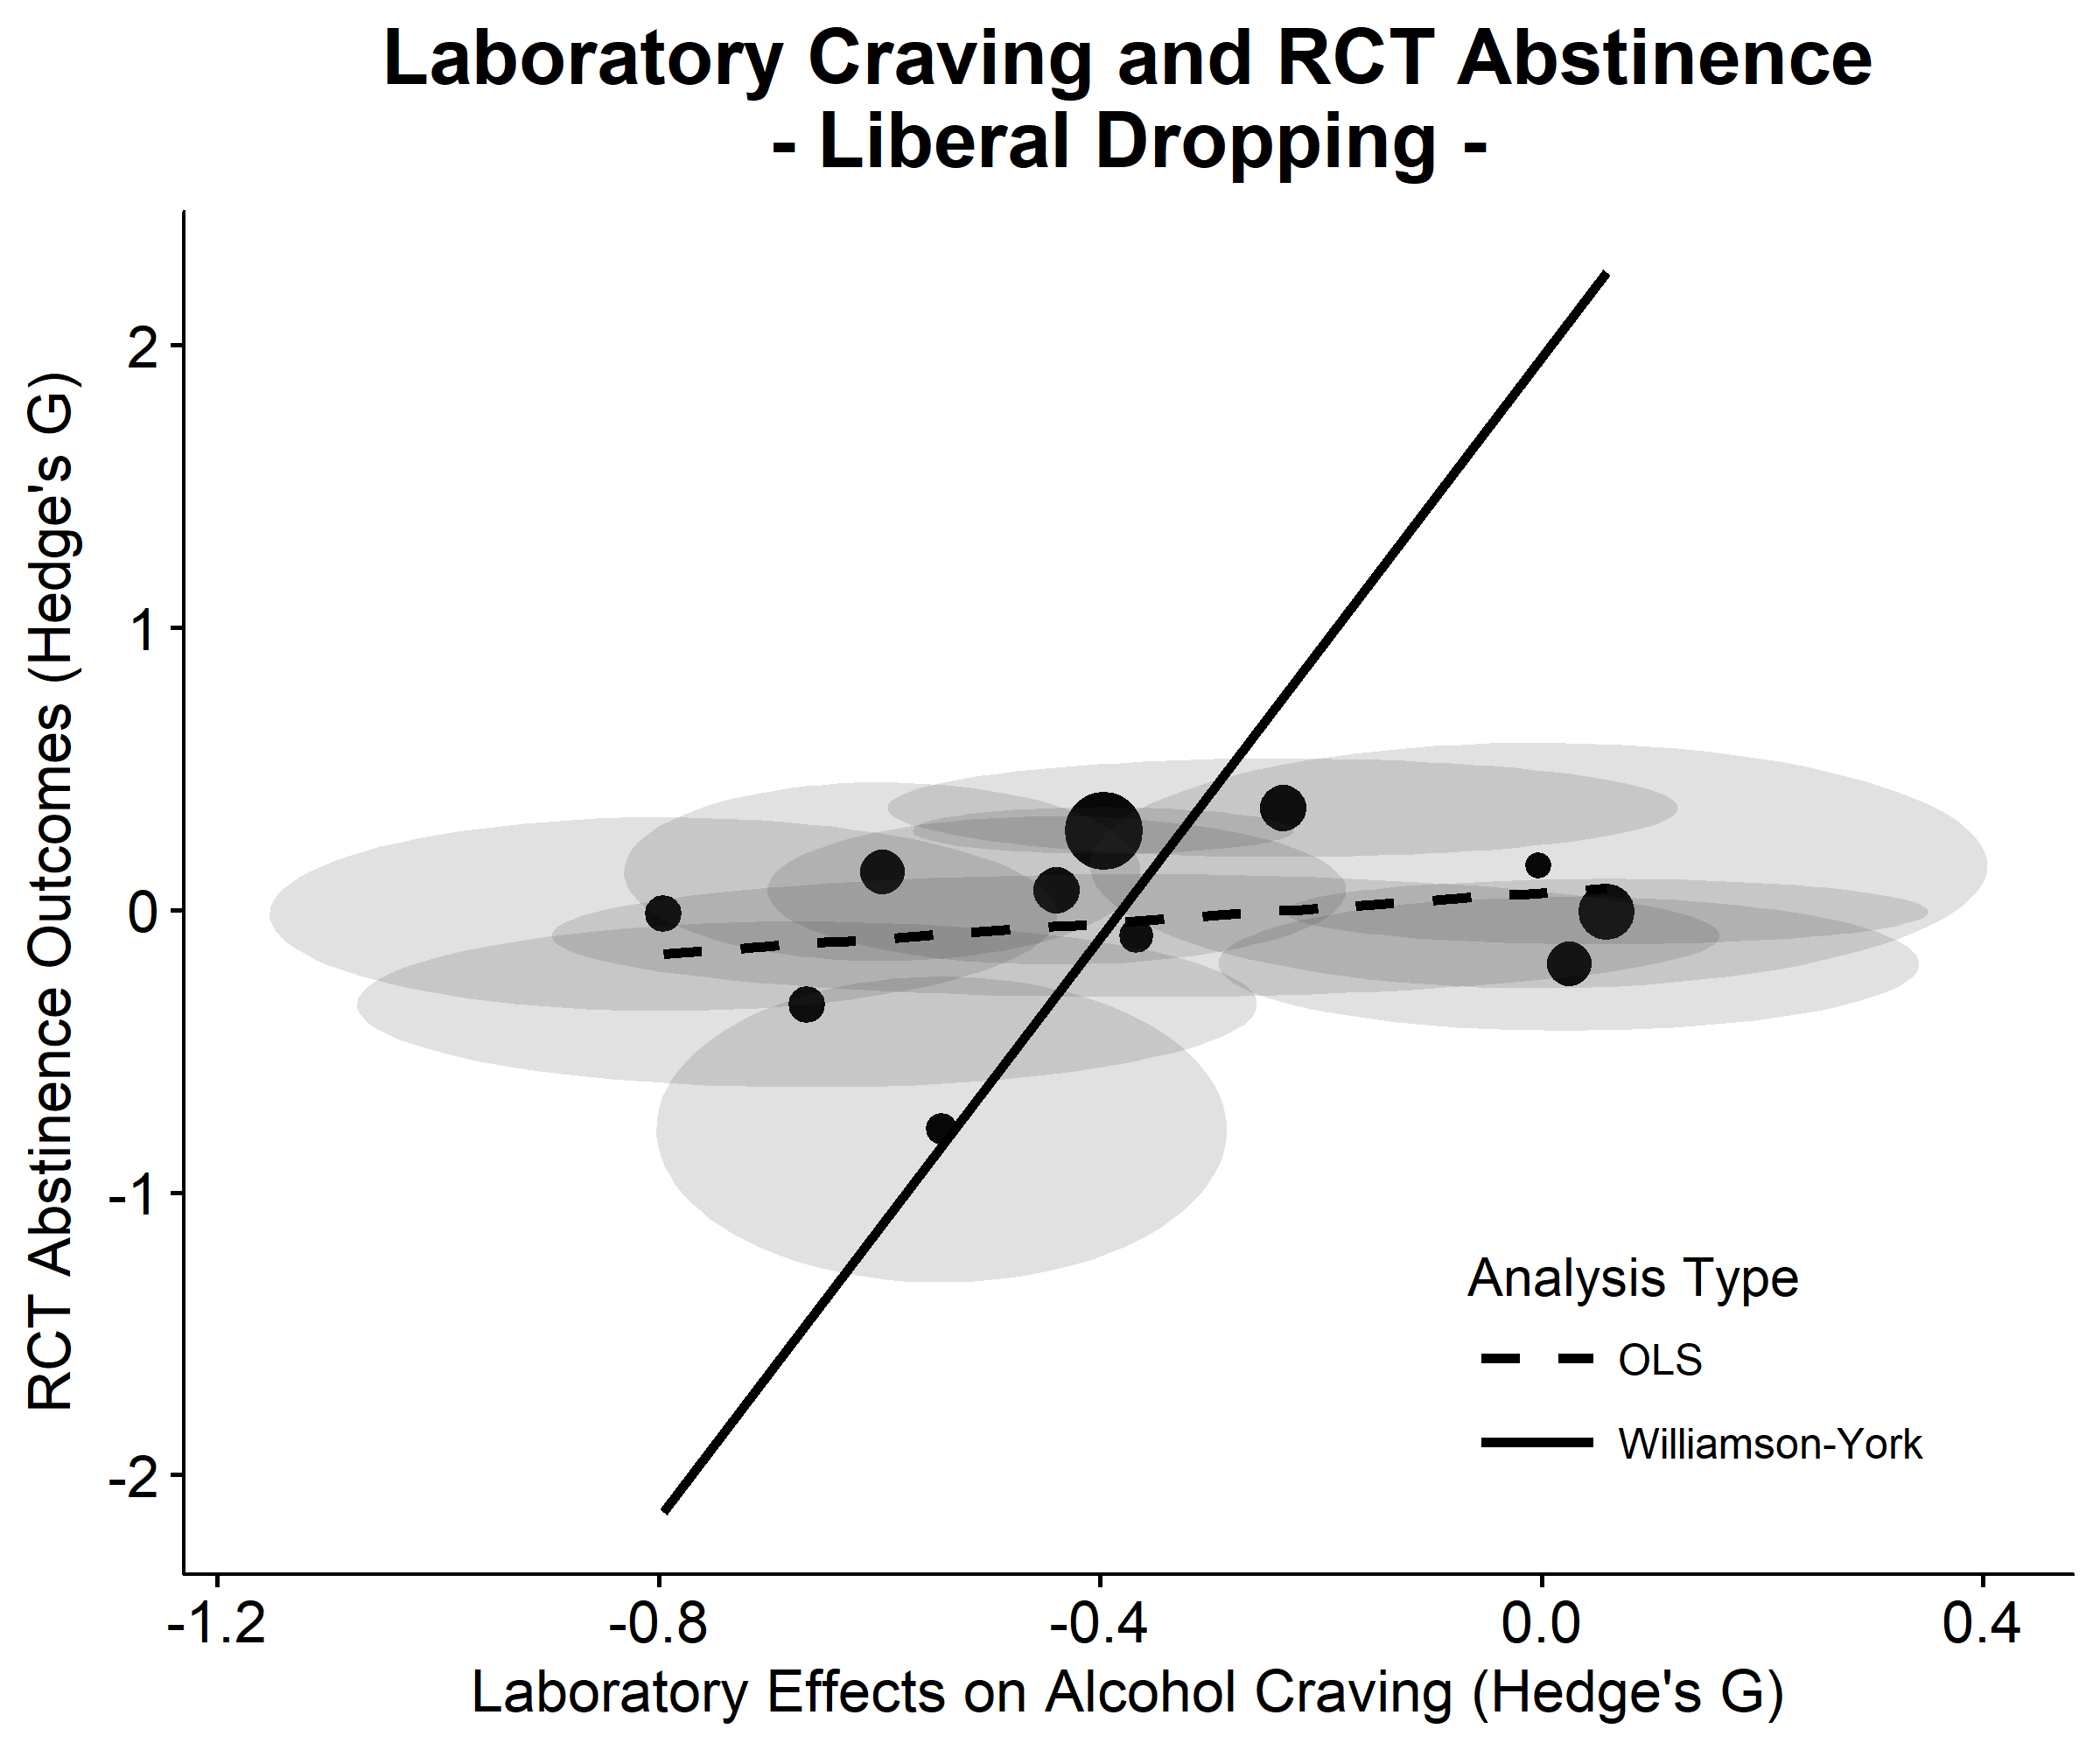 Laboratory Craving and RCT Abstinence
- Liberal Dropping -
RCT Abstinence Outcomes (Hedge's G)
2
1
0
-1
-2
Analysis Type
OLS
Williamson-York
-1.2
-0.8
-0.4
0.0
0.4
Laboratory Effects on Alcohol Craving (Hedge's G)